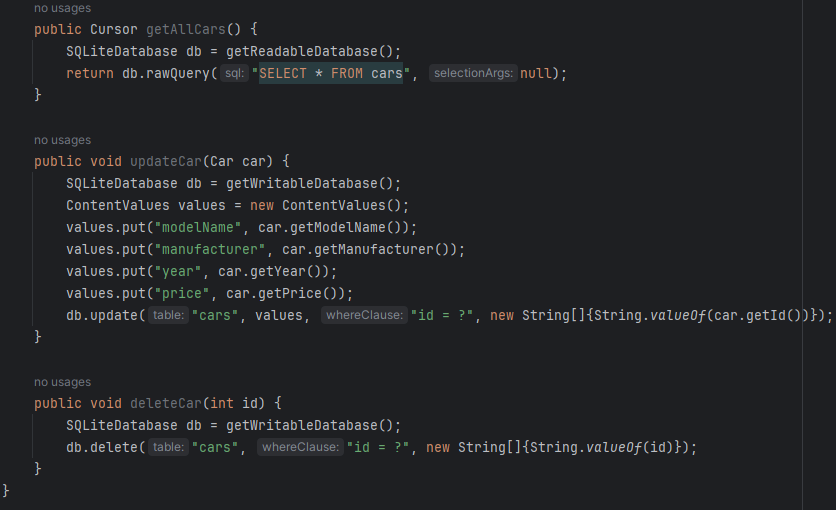 no usages
public Cursor getAllCars() {
SQLiteDatabase db = getReadableDatabase();
return db.rawQuery( sql: "SELECT * FROM cars", selectionArgs: null);
}
no usages
public void updateCar(Car car) {
SQLiteDatabase db = getWritableDatabase();
ContentValues values = new ContentValues();
values.put("modelName", car.getModelName());
values.put("manufacturer", car.getManufacturer());
values.put("year", car.getYear());
values.put("price", car.getPrice());
db.update( table: "cars", values, whereClause: "id = ?", new String[]{String.valueOf(car.getId())});
}
no usages
public void deleteCar(int id) {
SQLiteDatabase db = getWritableDatabase();
db.delete( table: "cars", whereClause: "id = ?", new String[]{String.valueOf(id)});
}
}